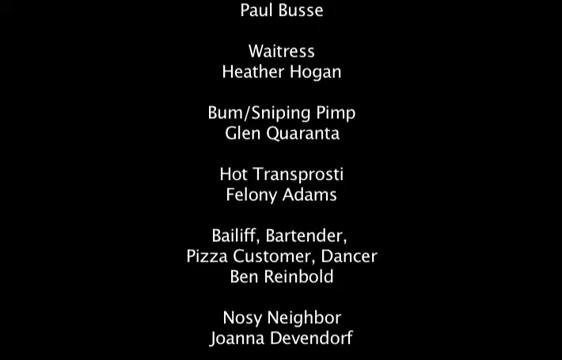 Paul Busse
Waitress
Heather Hogan
Bum/Sniping Pimp
Glen Quaranta
Hot Transprosti
Felony Adams
Bailiff, Bartender,
Pizza Customer, Dancer
Ben Reinbold
Nosy Neighbor
Joanna Devendorf